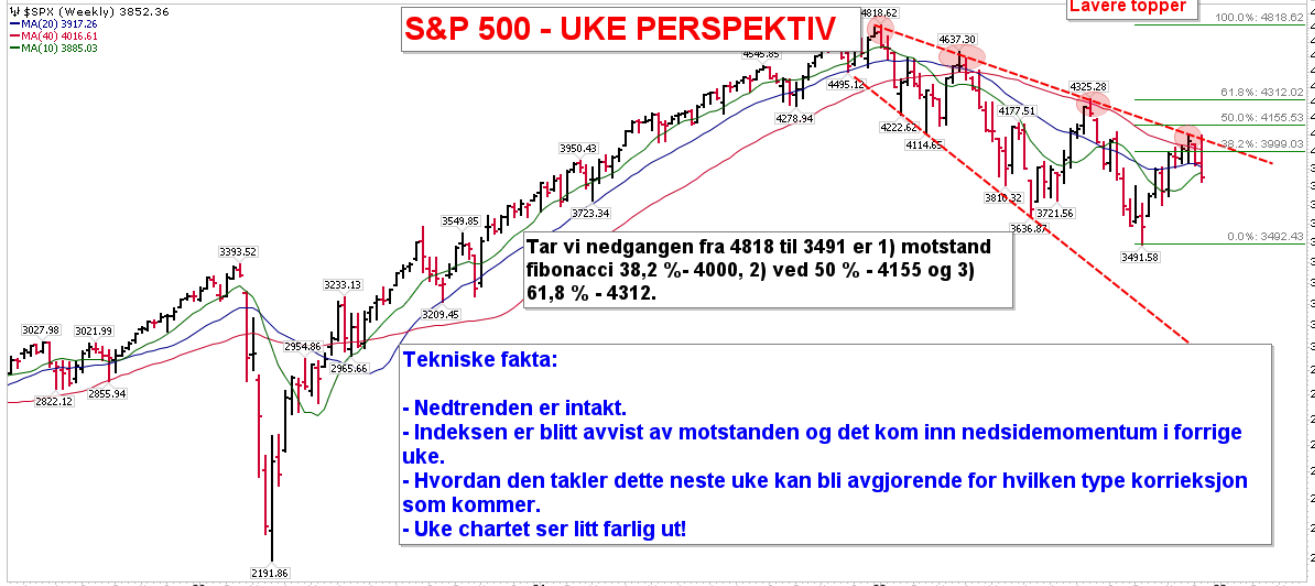 $SPX (Weekly) 3852.36
MA(20) 3917.26
MA(40) 4016.61
MA(10) 3885.03
S&P 500 - UKE PERSPEKTIV
Lavere topper
4818.62
100.0%: 4818.62
4637.30
4545.85
4495.12
4325.28
61.8%: 4312.02
4278.94
4177.51
50.0%: 4155.53
4222.62
4114.65
38.2%: 3999.03
3950.43
3810.32
3723.34
3721.56
3636.87
3549.85
0.0%: 3492.43
3491.58
3393.52
3233.13
3209.45
Tar vi nedgangen fra 4818 til 3491 er 1) motstand
fibonacci 38,2 %- 4000, 2) ved 50 % - 4155 og 3)
61,8 % - 4312.
3027.98
3021.99
2954.86
2965.66
2855.94
2822.12
2191.86
Tekniske fakta:
- Nedtrenden er intakt.
- Indeksen er blitt avvist av motstanden og det kom inn nedsidemomentum i forrige
uke.
- Hvordan den takler dette neste uke kan bli avgjorende for hvilken type korrieksjon
som kommer.
- Uke chartet ser litt farlig ut!